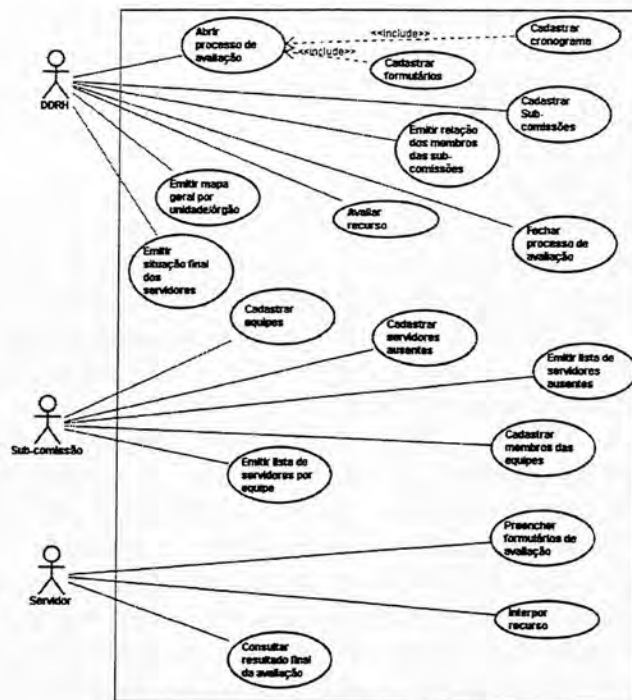 Abrir
processo de
avaliação
<<include>>
Cadastrar
cronograma
<<include>>
Cadastrar
formulários
DDRH
Cadastrar
Sub-
comissões
Emitir relação
dos membros
das sub-
comissões
Emitir mapa
geral por
unidade/órgão
Avaliar
recurso
Fechar
processo de
avaliação
Emitir
situação final
dos
servidores
Cadastrar
equipes
Cadastrar
servidores
ausentes
Emitir lista de
servidores
ausentes
Sub-comissão
Cadastrar
membros das
equipes
Emitir lista de
servidores por
equipe
Preencher
formulários de
avaliação
Servidor
Interpor
recurso
Consultar
resultado final
da avaliação